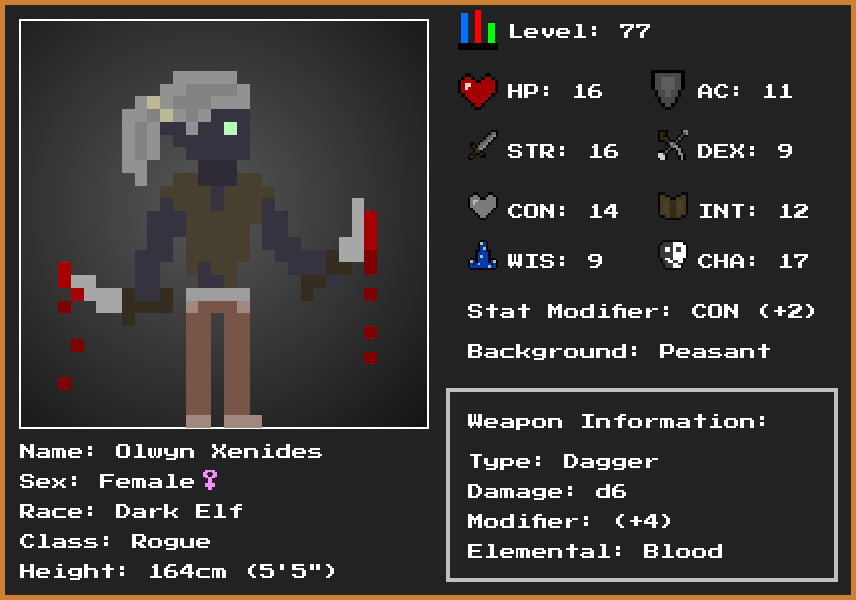 Level: 77
HP: 16
AC: 11
STR: 16
DEX: 9
CON: 14
INT: 12
WIS: 9
CHA: 17
Stat Modifier: CON (+2)
Background: Peasant
Weapon Information:
Type: Dagger
Damage: d6
Modifier: (+4)
Elemental: Blood
Name: Olwyn Xenides
Sex: Female♀
Race: Dark Elf
Class: Rogue
Height: 164cm (5'5")